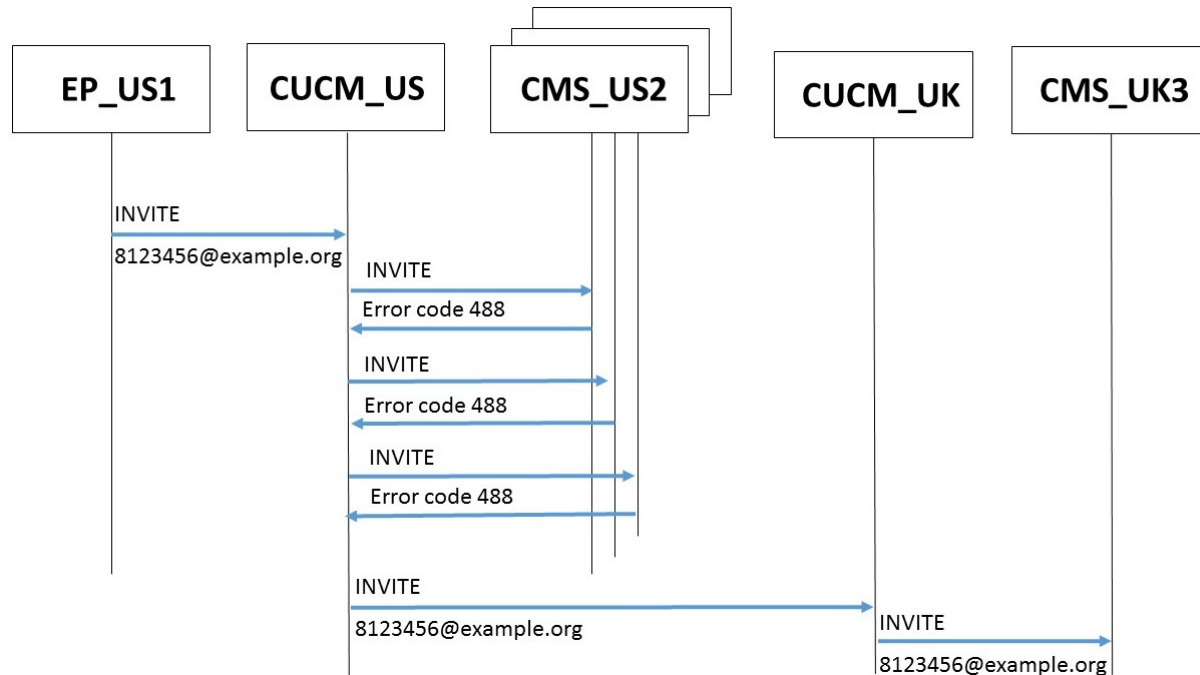 EP_US1
CUCM_US
CMS_US2
CUCM_UK
CMS_UK3
INVITE
8123456@example.org
INVITE
Error code 488
INVITE
Error code 488
INVITE
Error code 488
INVITE
8123456@example.org
INVITE
8123456@example.org